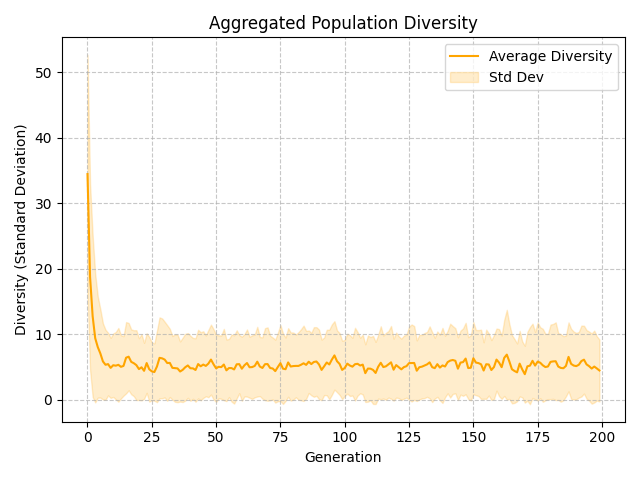 Aggregated Population Diversity
Average Diversity
Std Dev
Diversity (Standard Deviation)
50
40
30
20
10
0
0 25 50 75 100 125 150 175 200
Generation